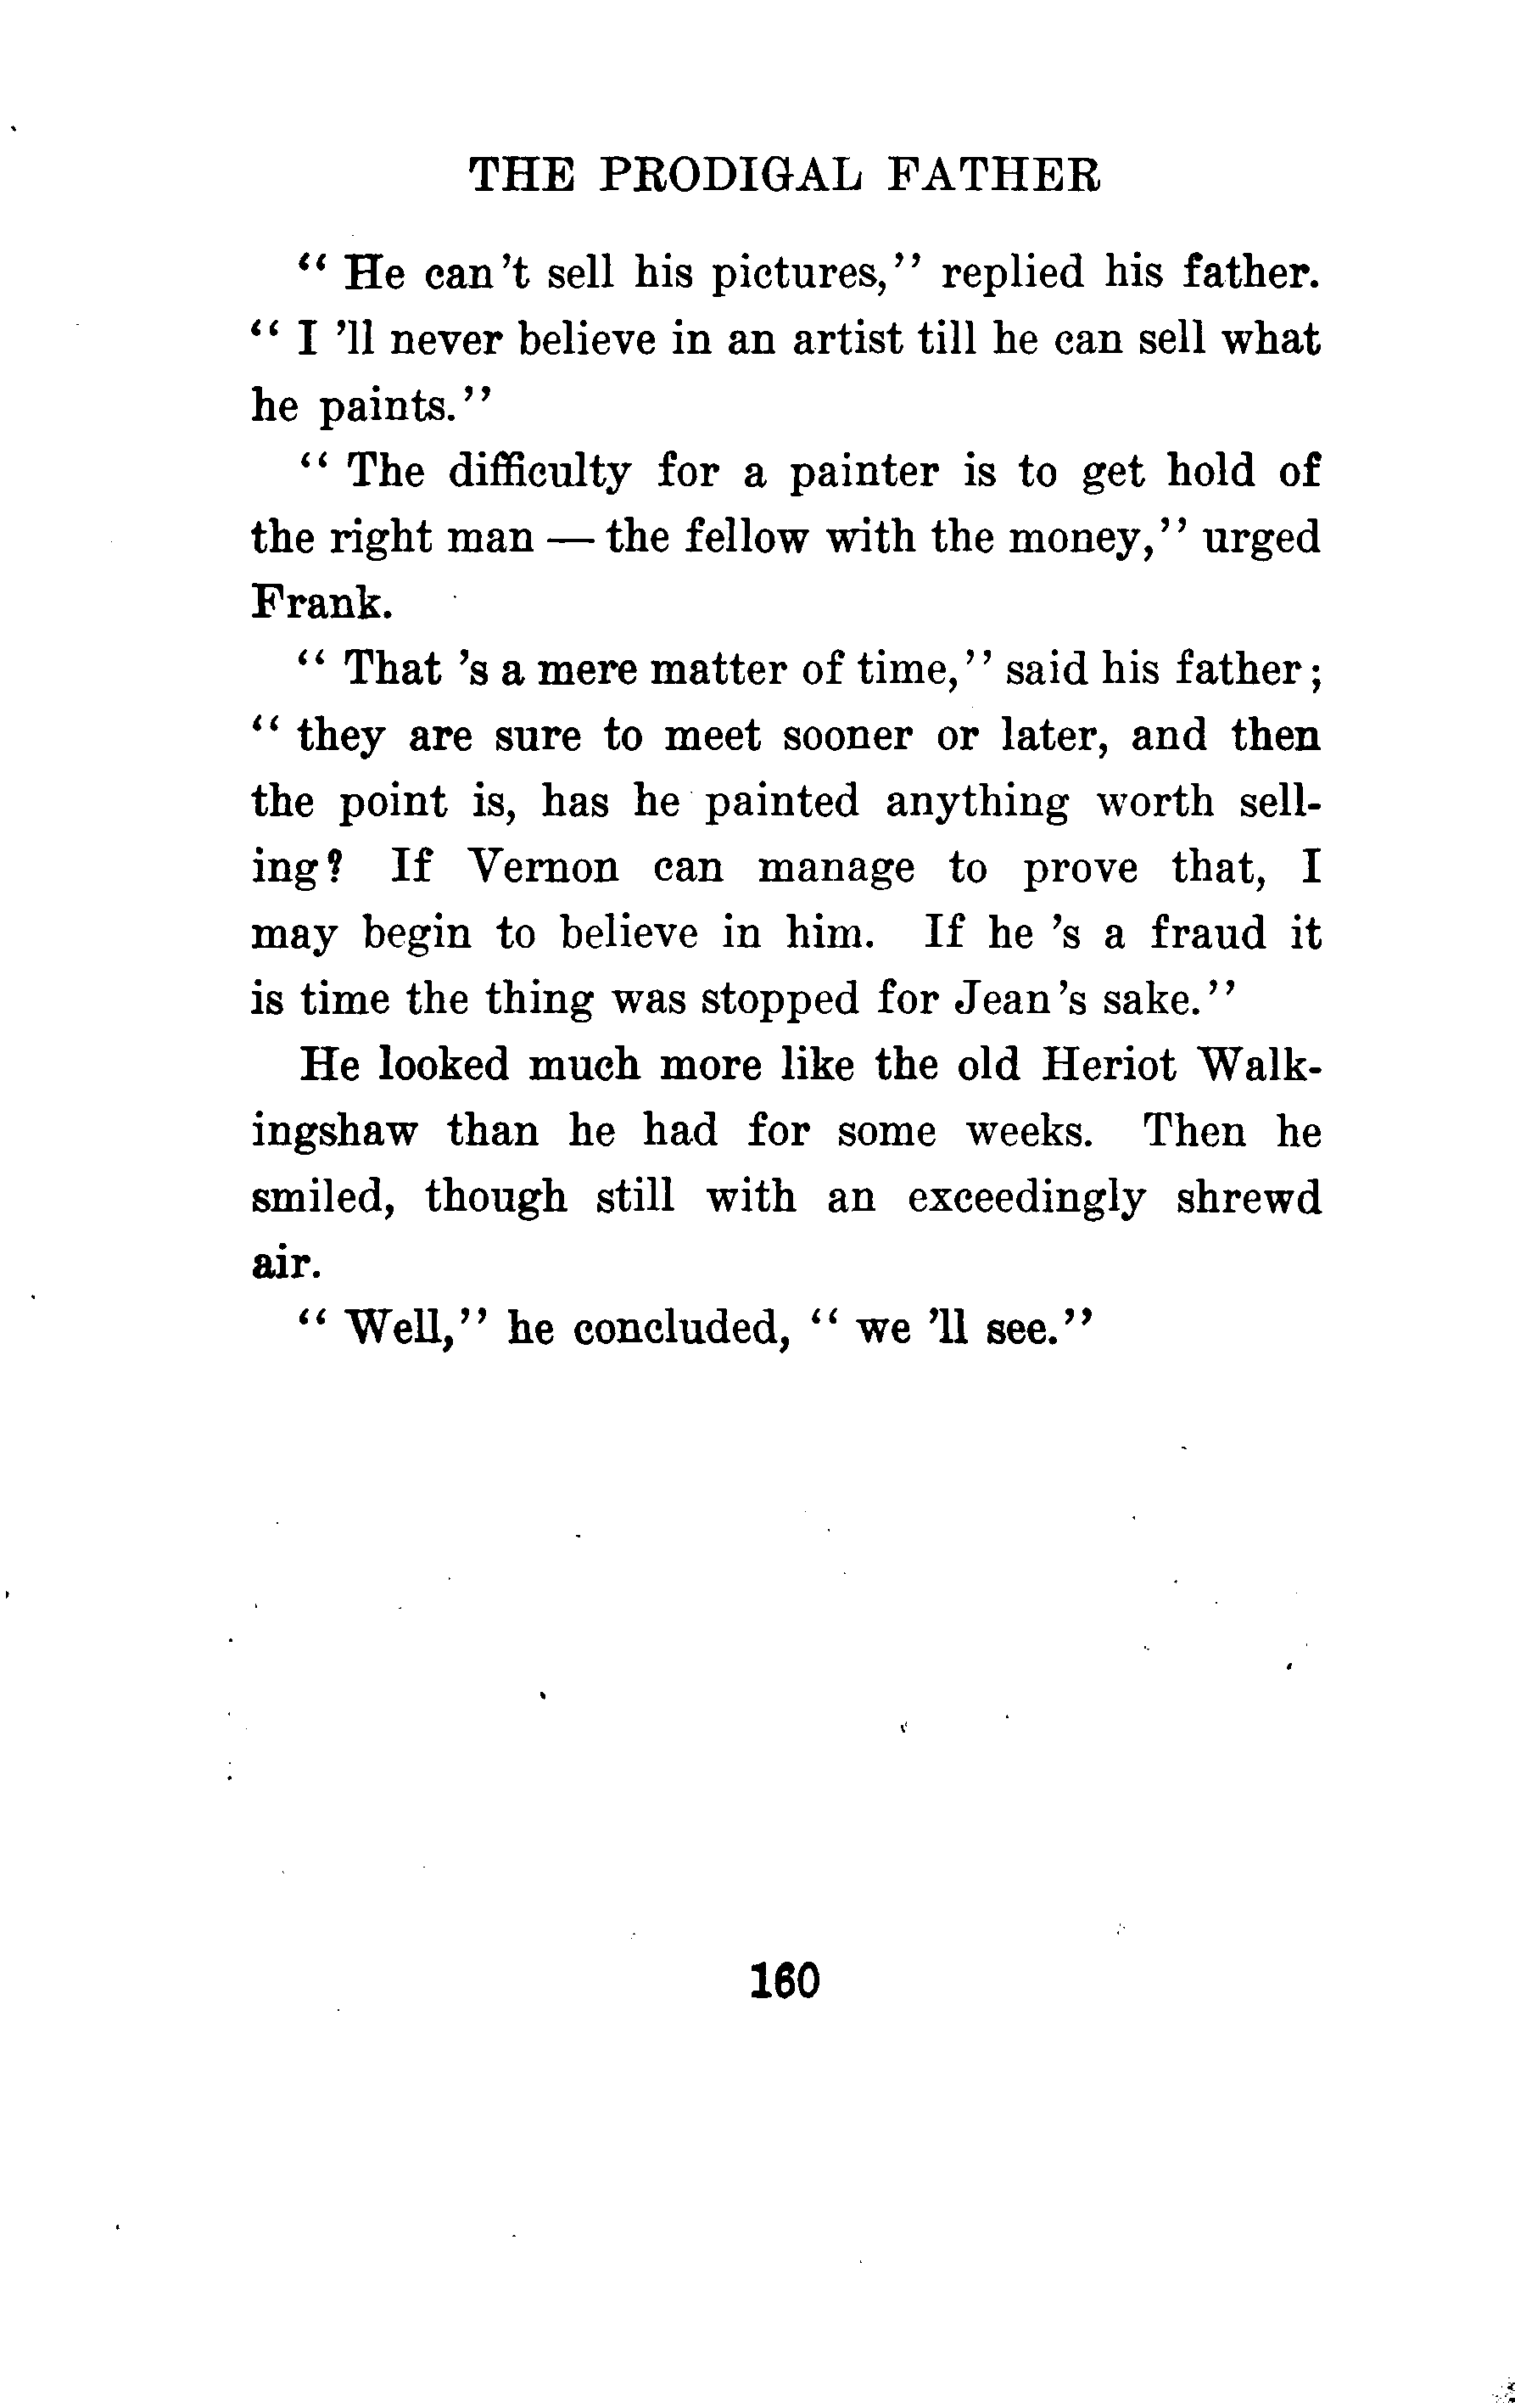 THE PRODIGAL FATHER
“ He can 't sell his pictures,” replied his father.
“ I 'll never believe in an artist till he can sell what
he paints.”
“ The difficulty for a painter is to get hold of
the right man — the fellow with the money,” urged
Frank.
“ That 's a mere matter of time,” said his father;
“ they are sure to meet sooner or later, and then
the point is, has he painted anything worth sell-
ing? If Vernon can manage to prove that, I
may begin to believe in him. If he 's a fraud it
is time the thing was stopped for Jean's sake.”
He looked much more like the old Heriot Walk-
ingshaw than he had for some weeks. Then he
smiled, though still with an exceedingly shrewd
air.
“ Well,” he concluded, “ we 'll see.”
160